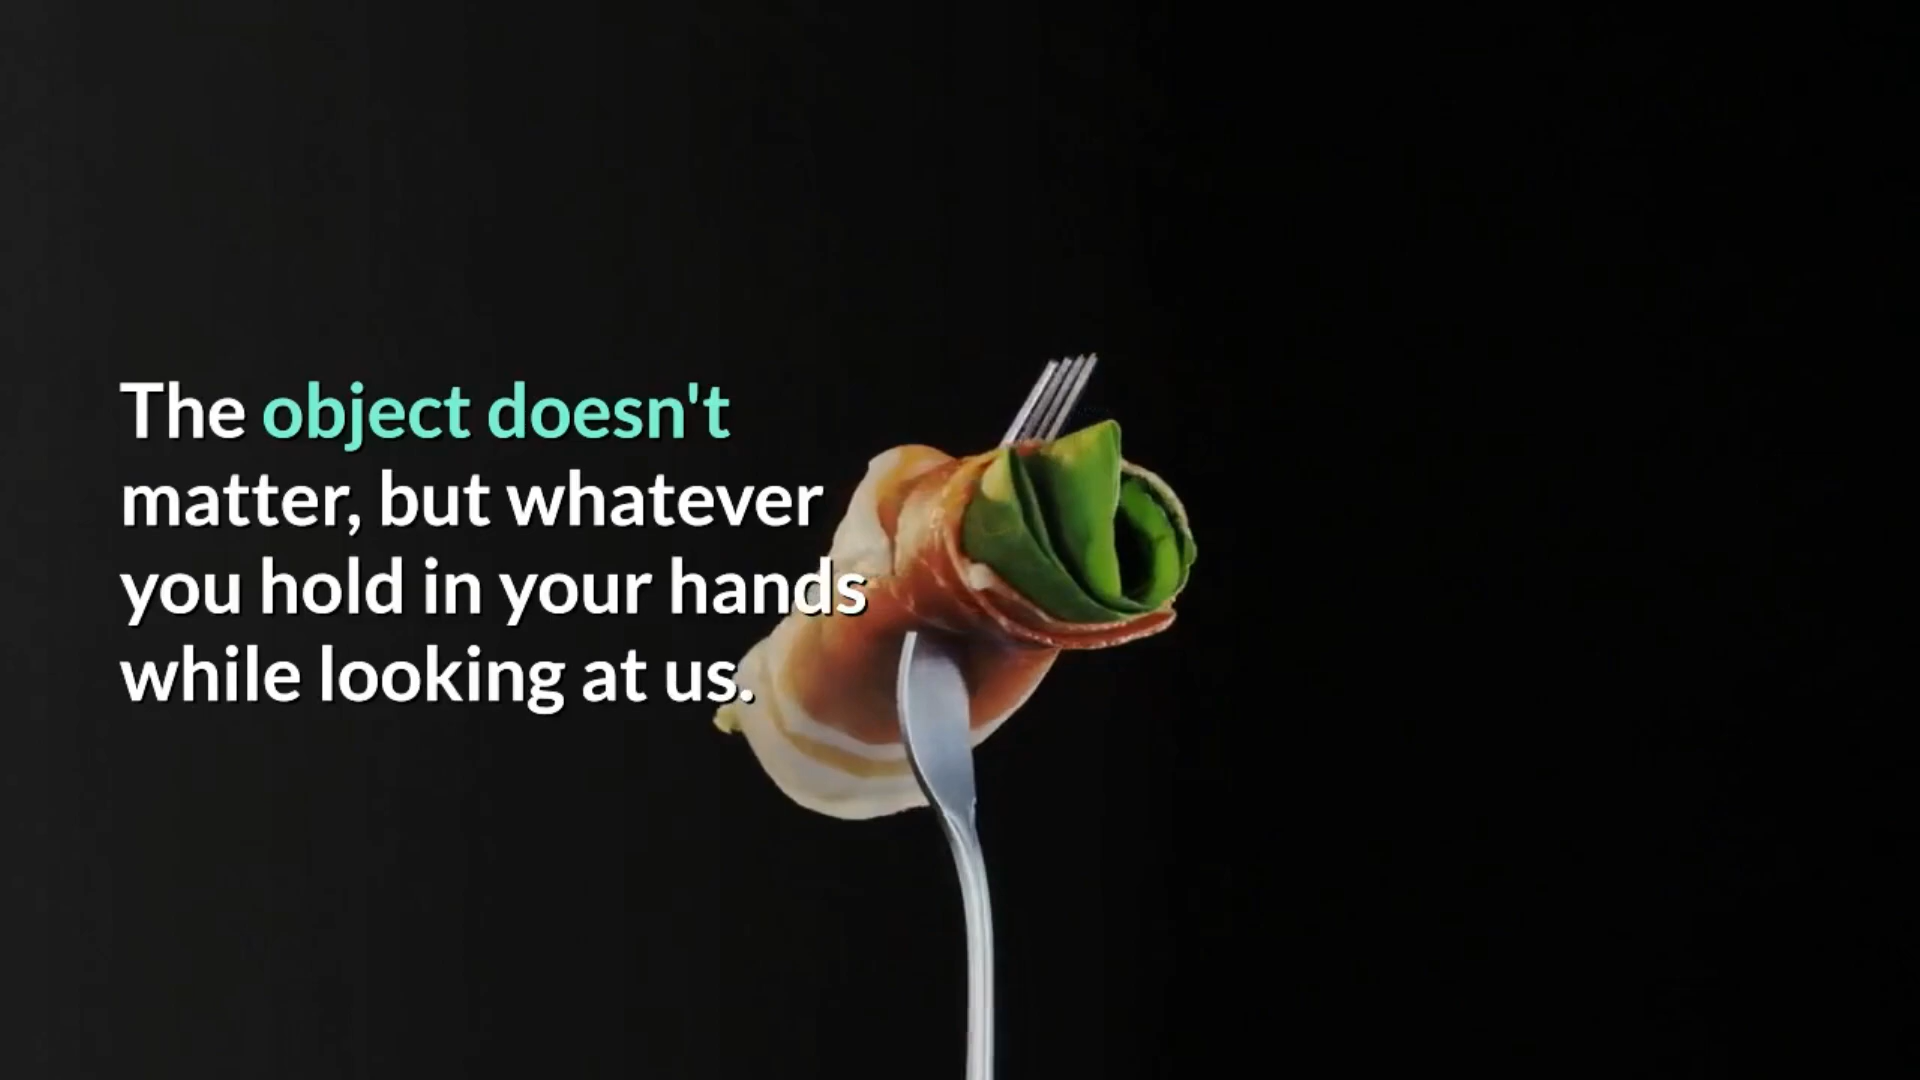 The object doesn't
matter, but whatever
you hold in your hands
while looking at us.